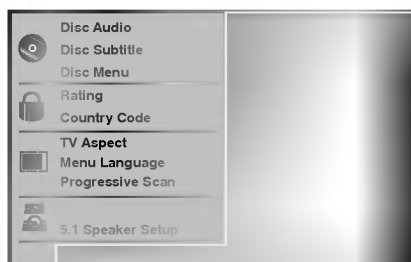 Disc Audio
Disc Subtitle
Disc Menu
Rating
Country Code
TV Aspect
Menu Language
Progressive Scan
5.1 Speaker Setup